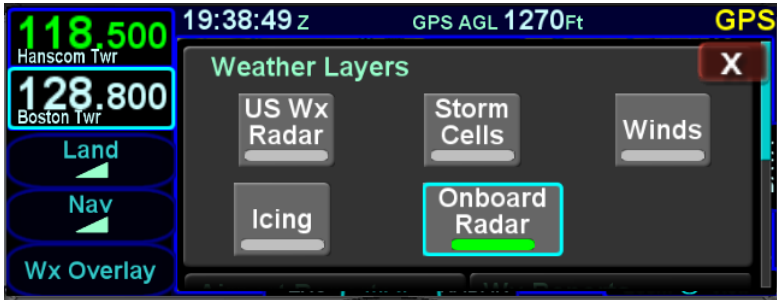 118.500
Hanscom Twr
19:38:49 Z GPS AGL 1270Ft GPS
128.800
Boston Twr
Land
Nav
Wx Overlay
Weather Layers X
US Wx
Radar
Storm
Cells
Winds
Icing
Onboard
Radar